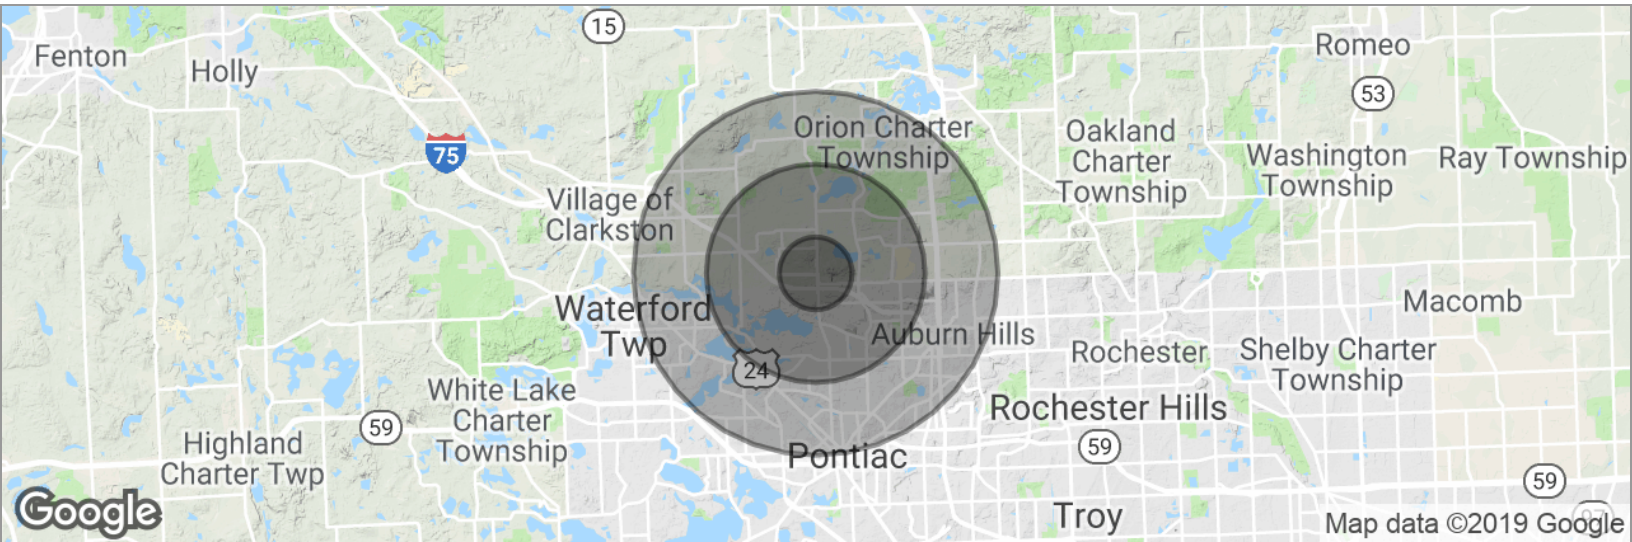 15
Romeo
Fenton
Holly
53
Orion Charter
Township
Oakland
Charter
Township
75
Washington
Township
Ray Township
Village of
Clarkston
Waterford
Twp
Macomb
Auburn Hills
Rochester
Shelby Charter
Township
24
White Lake
Charter
Township
Rochester Hills
59
Highland
Charter Twp
59
Pontiac
59
Google
Troy
Map data ©2019 Google